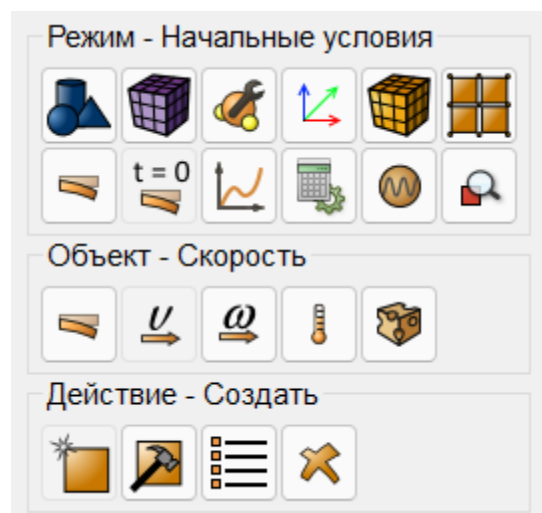 Режим - Начальные условия
t = 0
Объект - Скорость
υ ω
Действие - Создать